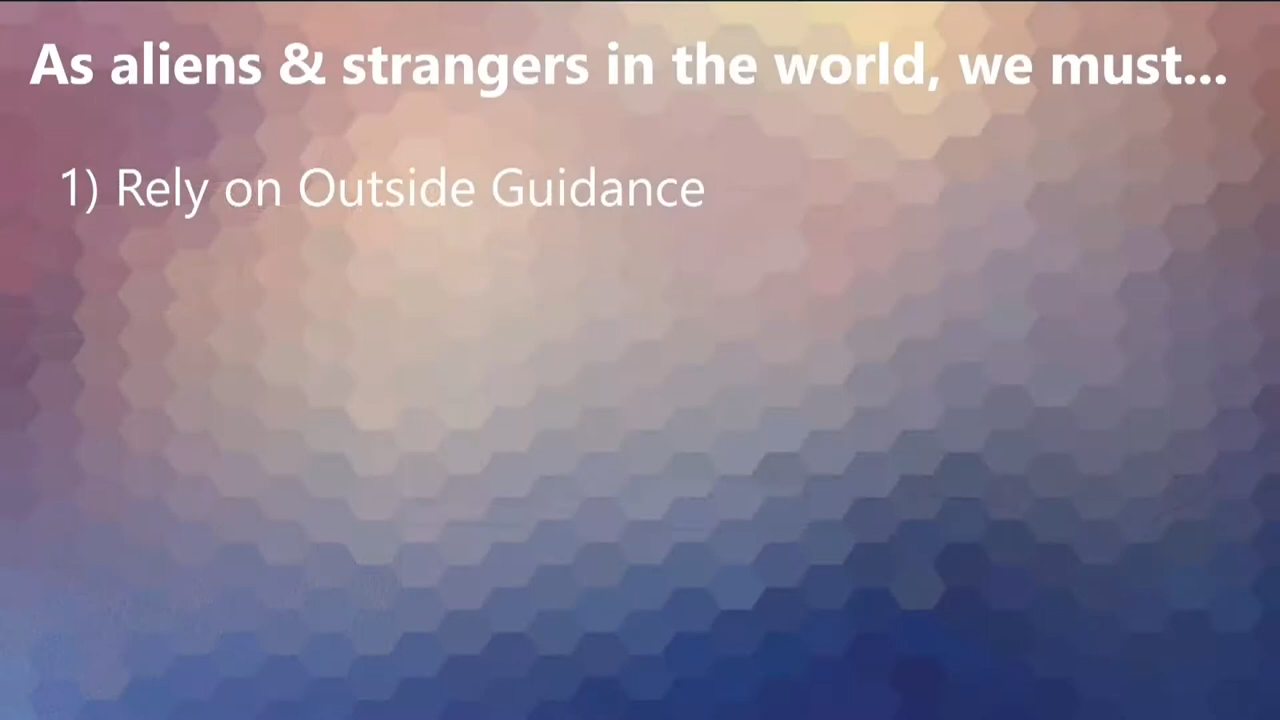 As aliens & strangers in the world, we must...
1) Rely on Outside Guidance